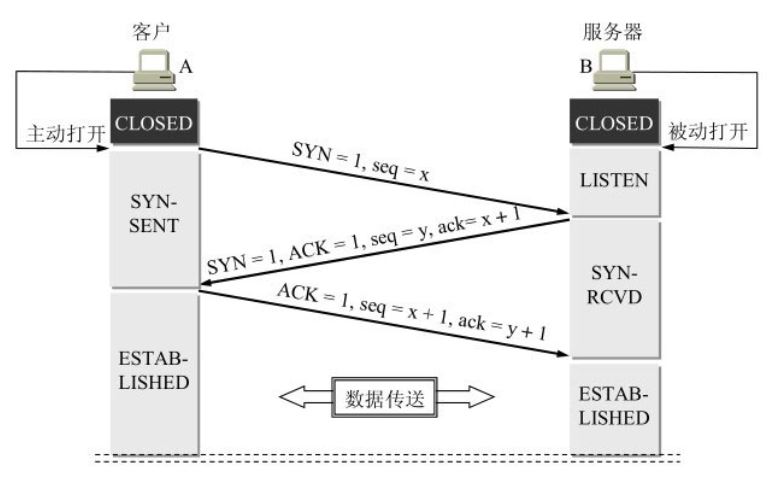 客户
服务器
A
B
CLOSED
CLOSED
主动打开
被动打开
SYN = 1, seq = x
LISTEN
SYN-
SENT
SYN = 1, ACK = 1, seq = y, ack= x + 1
SYN-
RCVD
ACK = 1, seq = x + 1, ack = y + 1
ESTAB-
LISHED
数据传送
ESTAB-
LISHED